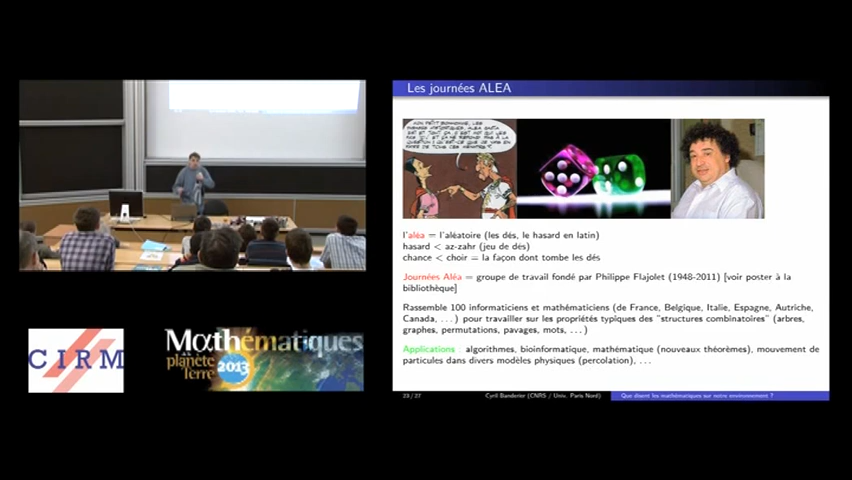 Les journées ALEA
l'aléa = l'aléatoire (les dés, le hasard en latin)
hasard < az-zahr (jeu de dés)
chance < choir = la façon dont tombe les dés
Journées Aléa = groupe de travail fondé par Philippe Flajolet (1948-2011) [voir poster à la
bibliothèque]
Rassemble 100 informaticiens et mathématiciens (de France, Belgique, Italie, Espagne, Autriche,
Canada, . . . ) pour travailler sur les propriétés typiques des "structures combinatoires" (arbres,
graphes, permutations, pavages, mots, . . . )
Applications : algorithmes, bioinformatique, mathématique (nouveaux théorèmes), mouvement de
particules dans divers modèles physiques (percolation), . . .
23 / 27
Cyril Banderier (CNRS / Univ. Paris Nord)
Que disent les mathématiques sur notre environnement ?
CIRM
Mαthématiques
planète
Terre
2013